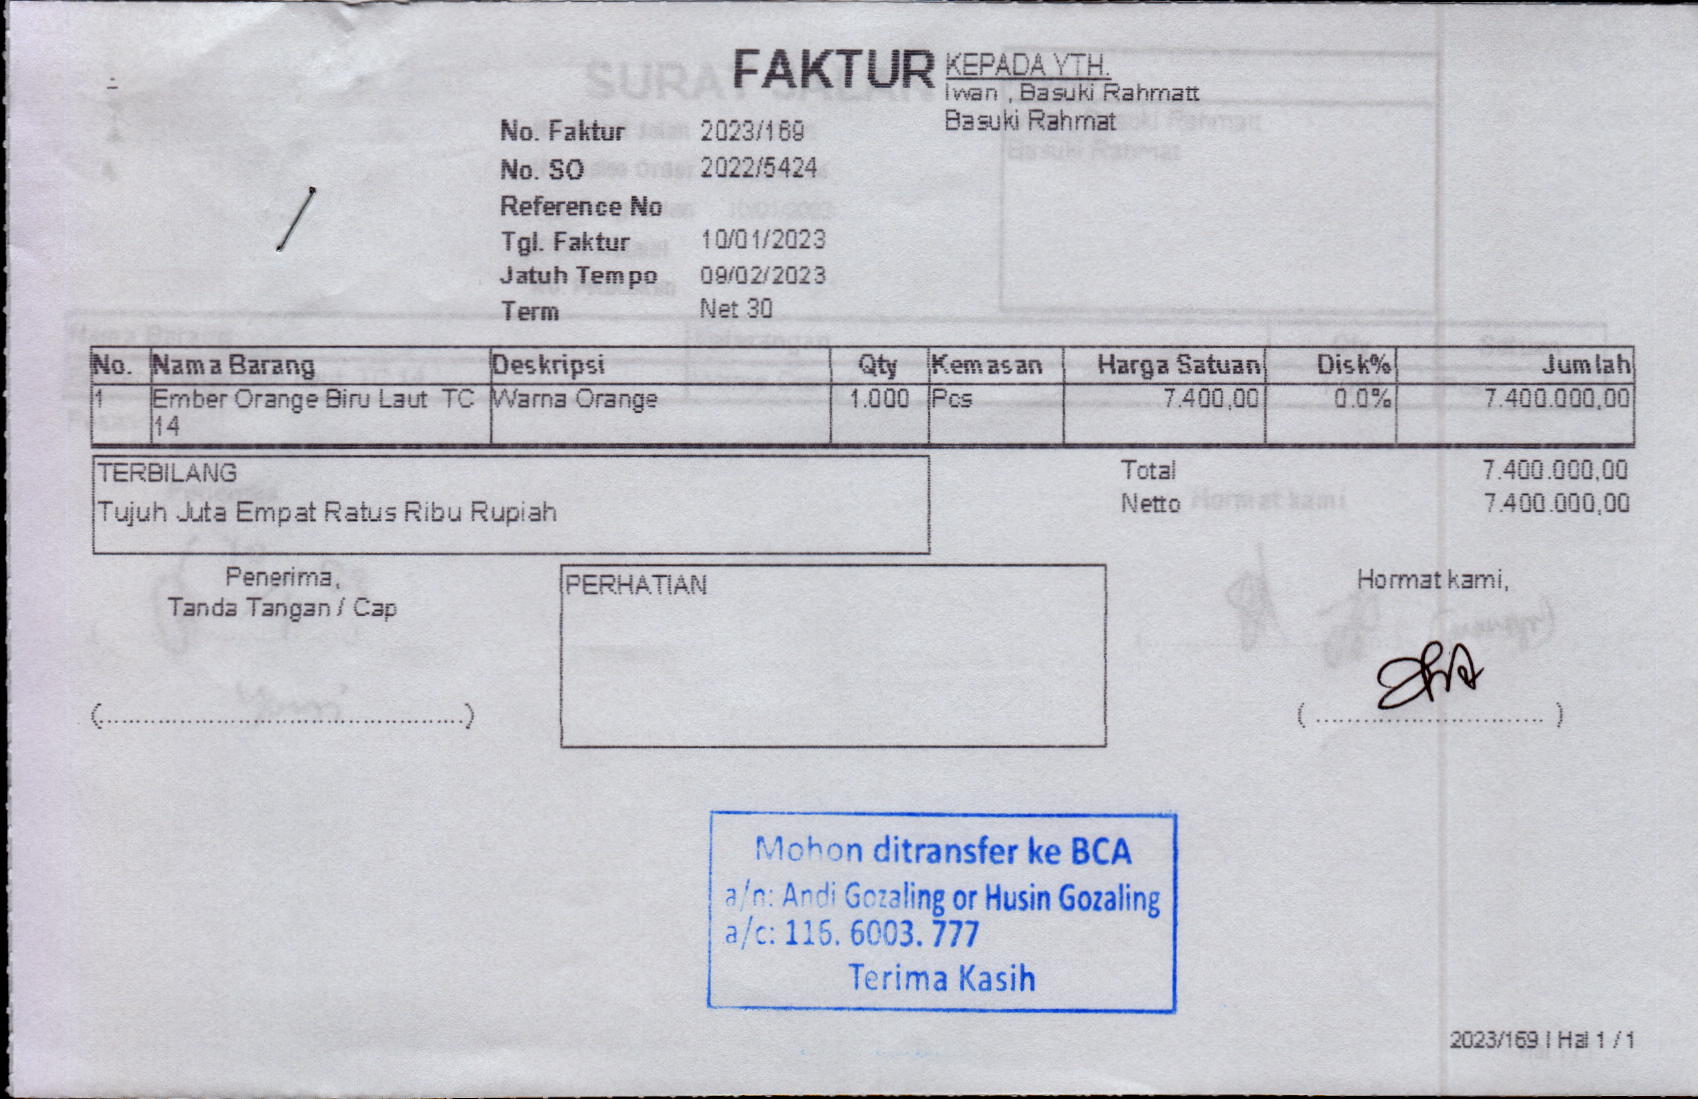 FAKTUR
KEPADA YTH.
Iwan , Basuki Rahmatt
Basuki Rahmat
No. Faktur 2023/169
No. SO 2022/5424
Reference No
Tgl. Faktur 10/01/2023
Jatuh Tempo 09/02/2023
Term Net 30
No. Nama Barang Deskripsi Qty Kemasan Harga Satuan Disk% Jumlah
1 Ember Orange Biru Laut TC 14 Warna Orange 1.000 Pcs 7.400,00 0.0% 7.400.000,00
TERBILANG
Tujuh Juta Empat Ratus Ribu Rupiah
Total 7.400.000,00
Netto 7.400.000,00
Penerima,
Tanda Tangan / Cap
PERHATIAN
Hormat kami,
(................................................)
( .............................. )
Mohon ditransfer ke BCA
a/n: Andi Gozaling or Husin Gozaling
a/c: 116. 6003. 777
Terima Kasih
2023/169 | Hal 1 / 1